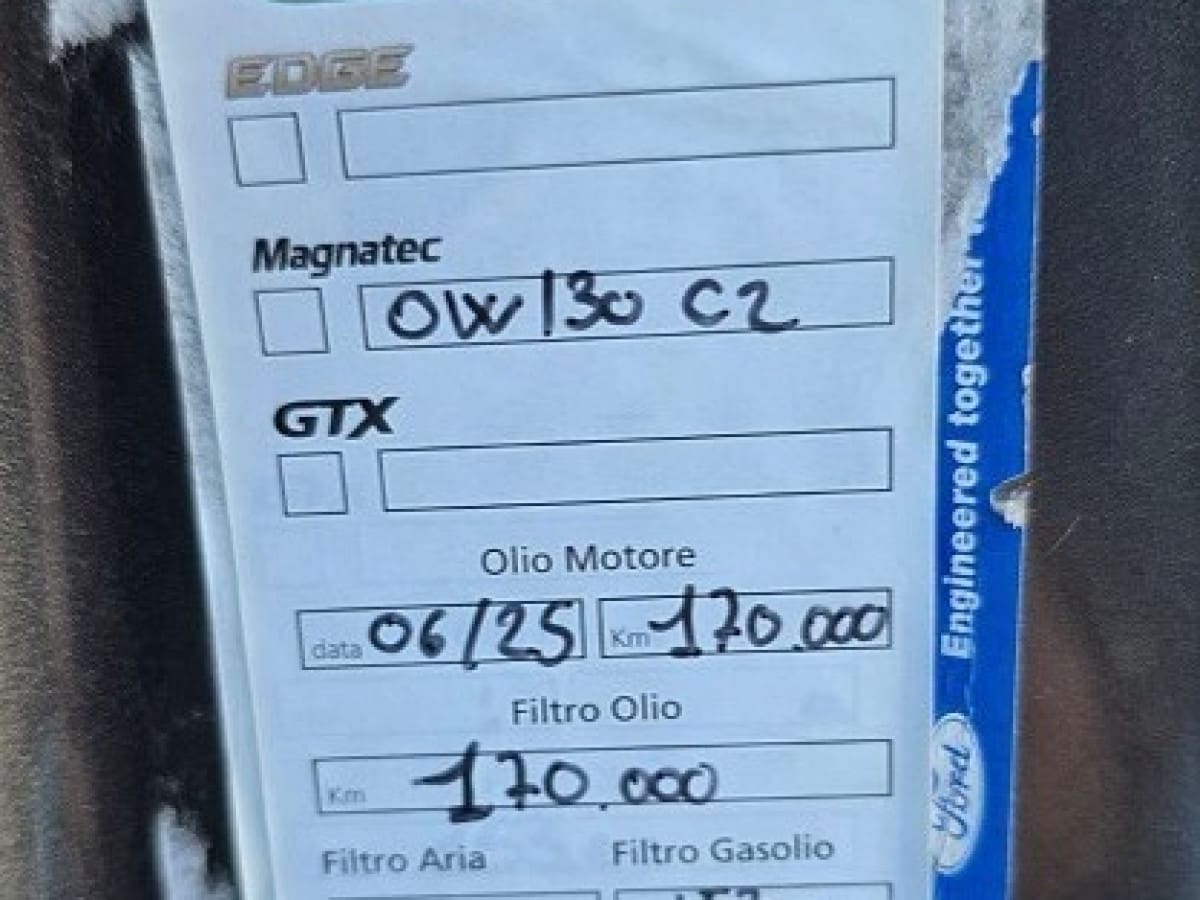 EDGE
Magnatec
0W/30 C2
GTX
Olio Motore
data 06/25 Km 170.000
Filtro Olio
Km 170.000
Filtro Aria Filtro Gasolio
Engineered together
Ford